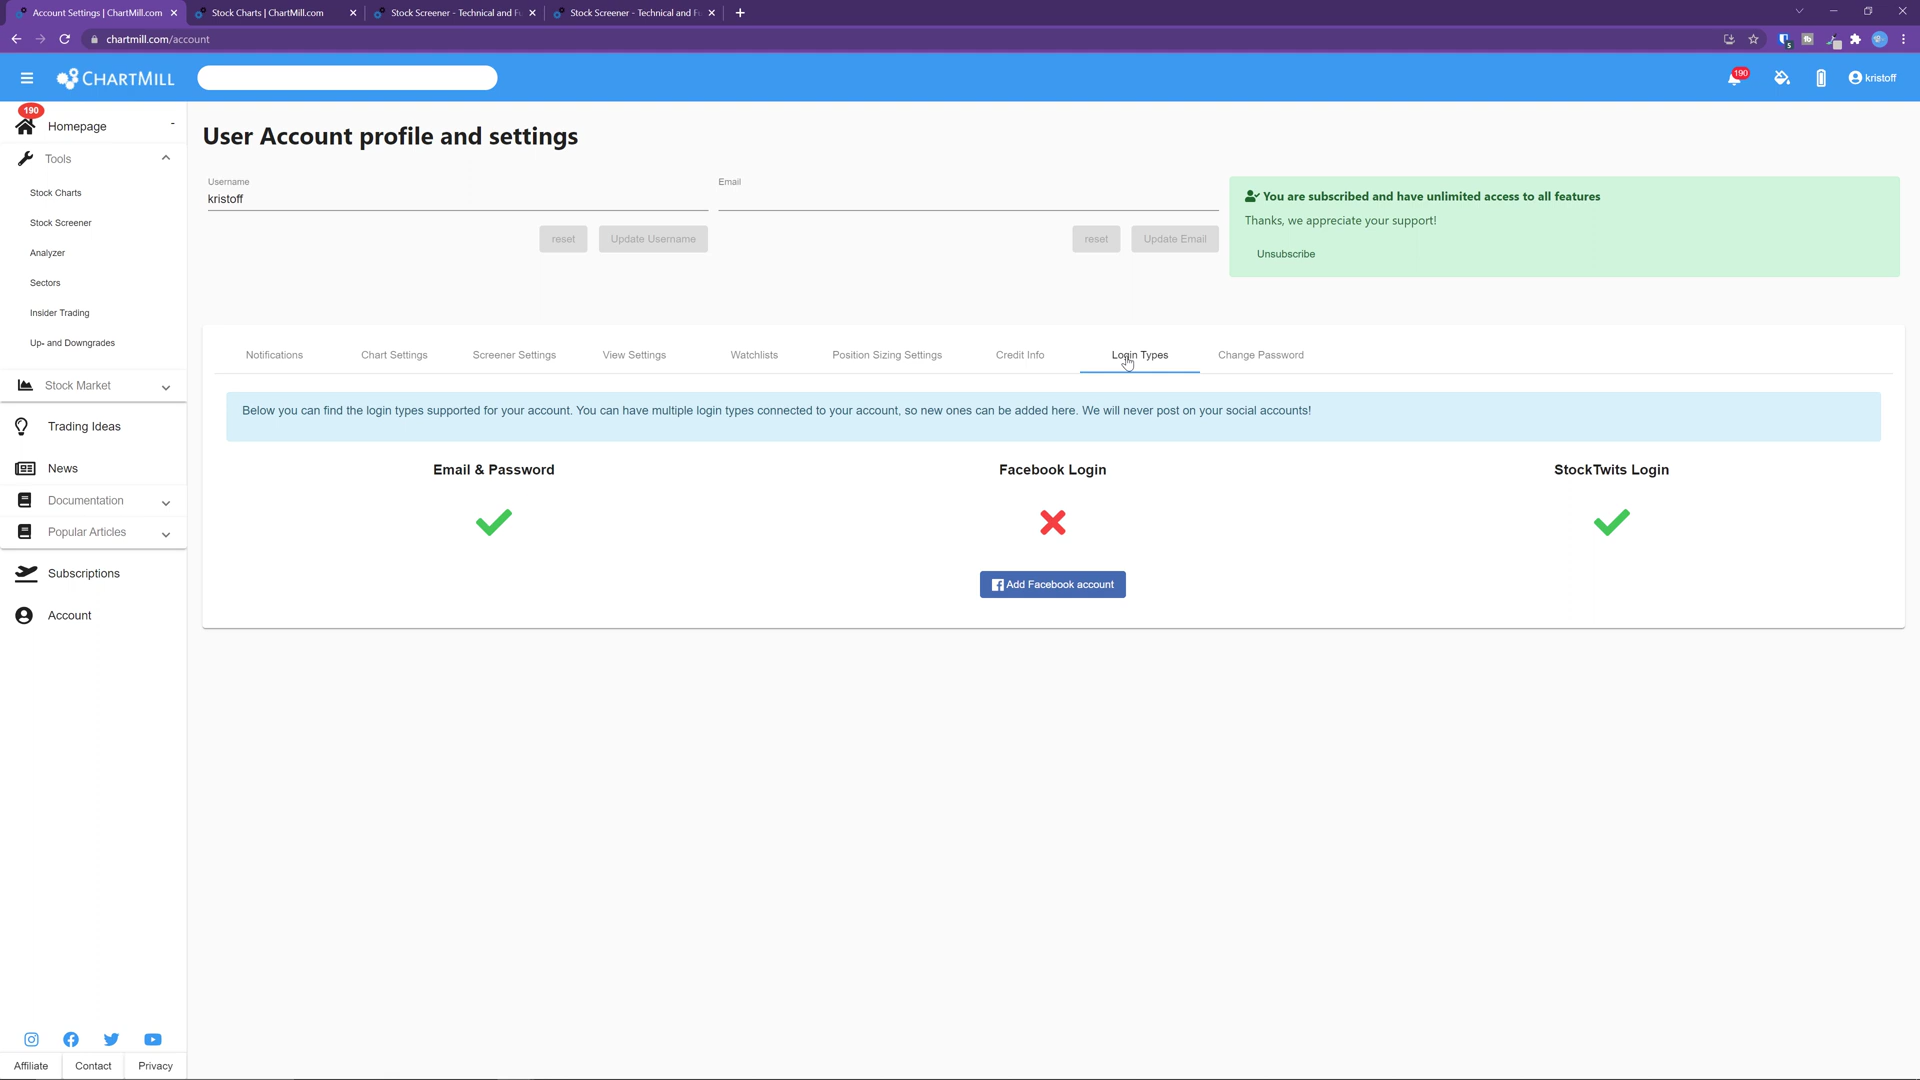 Account Settings | ChartMill.com
Stock Charts | ChartMill.com
Stock Screener - Technical and F
Stock Screener - Technical and F
chartmill.com/account
5
CHARTMILL
190
kristoff
190
Homepage
-
Tools
Stock Charts
Stock Screener
Analyzer
Sectors
Insider Trading
Up- and Downgrades
Stock Market
Trading Ideas
News
Documentation
Popular Articles
Subscriptions
Account
Affiliate
Contact
Privacy
User Account profile and settings
Username
kristoff
reset
Update Username
Email
reset
Update Email
You are subscribed and have unlimited access to all features
Thanks, we appreciate your support!
Unsubscribe
Notifications
Chart Settings
Screener Settings
View Settings
Watchlists
Position Sizing Settings
Credit Info
Login Types
Change Password
Below you can find the login types supported for your account. You can have multiple login types connected to your account, so new ones can be added here. We will never post on your social accounts!
Email & Password
Facebook Login
Add Facebook account
StockTwits Login